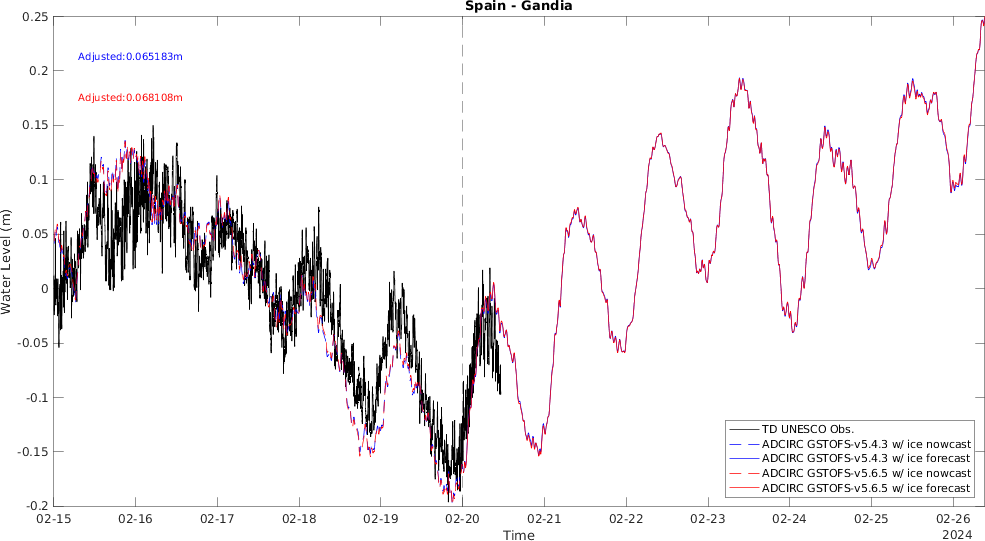 Spain - Gandia
0.25
0.2
0.15
0.1
0.05
0
-0.05
-0.1
-0.15
-0.2
Water Level (m)
Adjusted:0.065183m
Adjusted:0.068108m
TD UNESCO Obs.
ADCIRC GSTOFS-v5.4.3 w/ ice nowcast
ADCIRC GSTOFS-v5.4.3 w/ ice forecast
ADCIRC GSTOFS-v5.6.5 w/ ice nowcast
ADCIRC GSTOFS-v5.6.5 w/ ice forecast
02-15 02-16 02-17 02-18 02-19 02-20 02-21 02-22 02-23 02-24 02-25 02-26
Time
2024